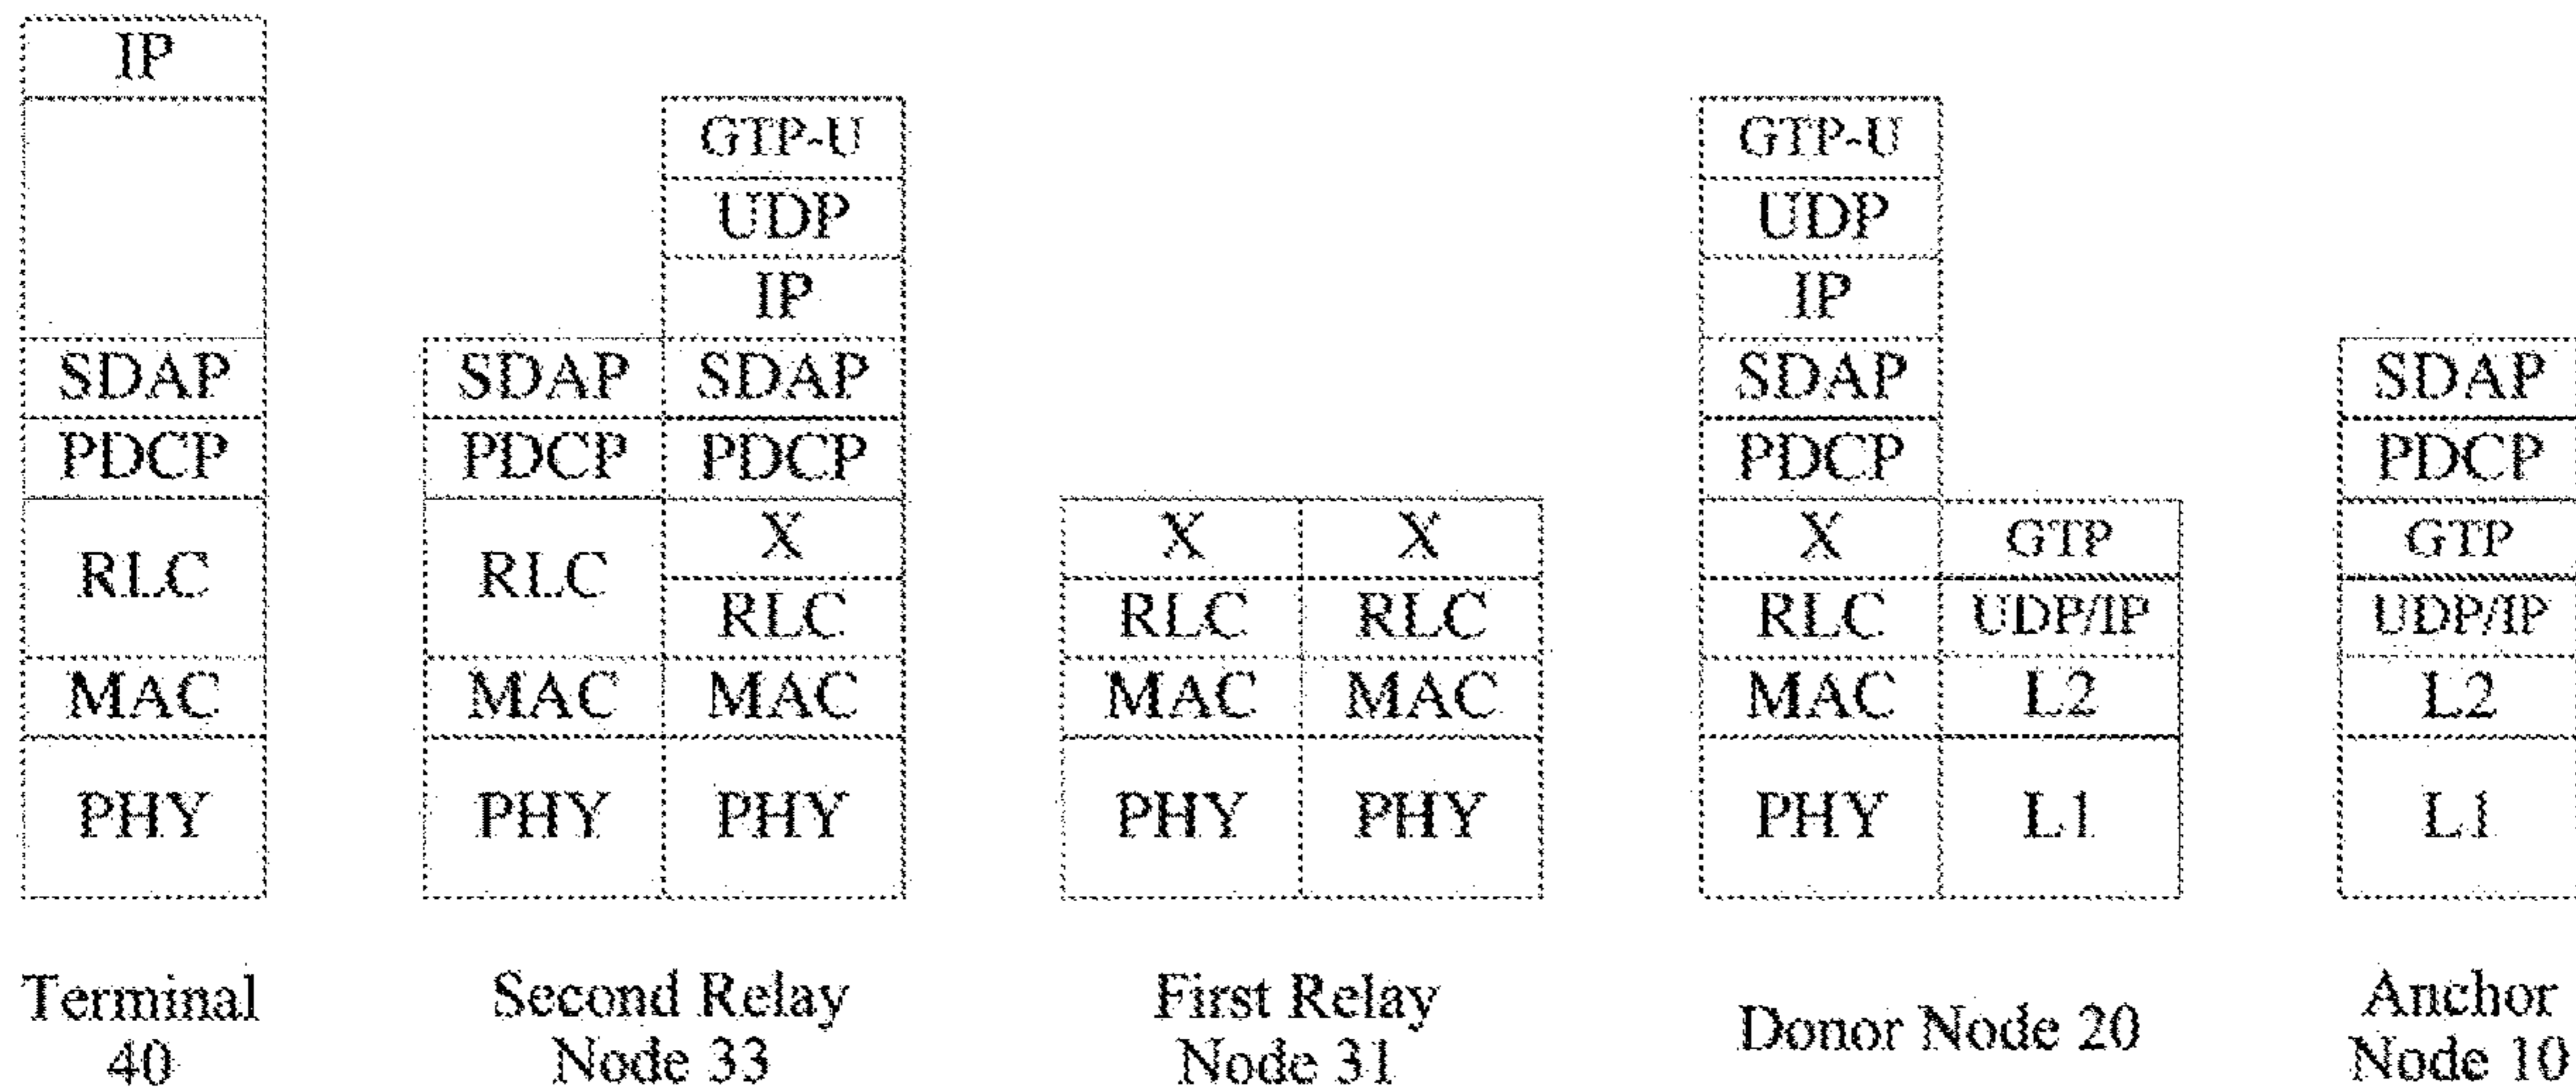 IP
GTP-U GTP-U
UDP UDP
IP IP
SDAP SDAP SDAP SDAP SDAP
PDCP PDCP PDCP PDCP PDCP
RLC RLC X X X X GTP GTP
RLC RLC RLC RLC UDP/IP UDP/IP
MAC MAC MAC MAC MAC MAC L2 L2
PHY PHY PHY PHY PHY PHY L1 L1
Terminal Second Relay First Relay Donor Node 20 Anchor
40 Node 33 Node 31 Node 10